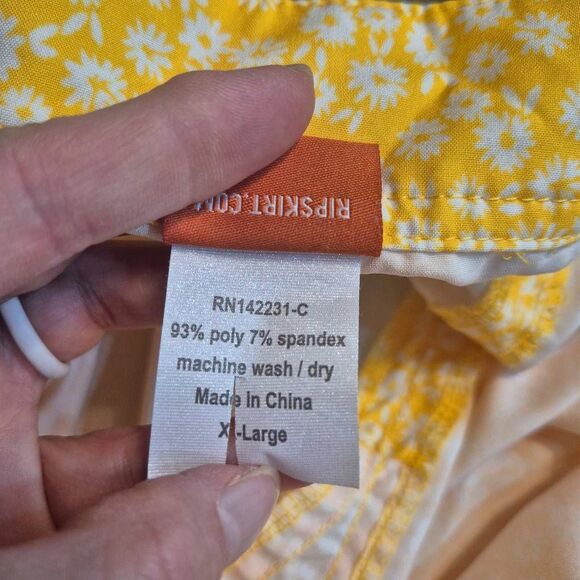 RIPSKIRT.COM
RN142231-C
93% poly 7% spandex
machine wash / dry
Made in China
X-Large